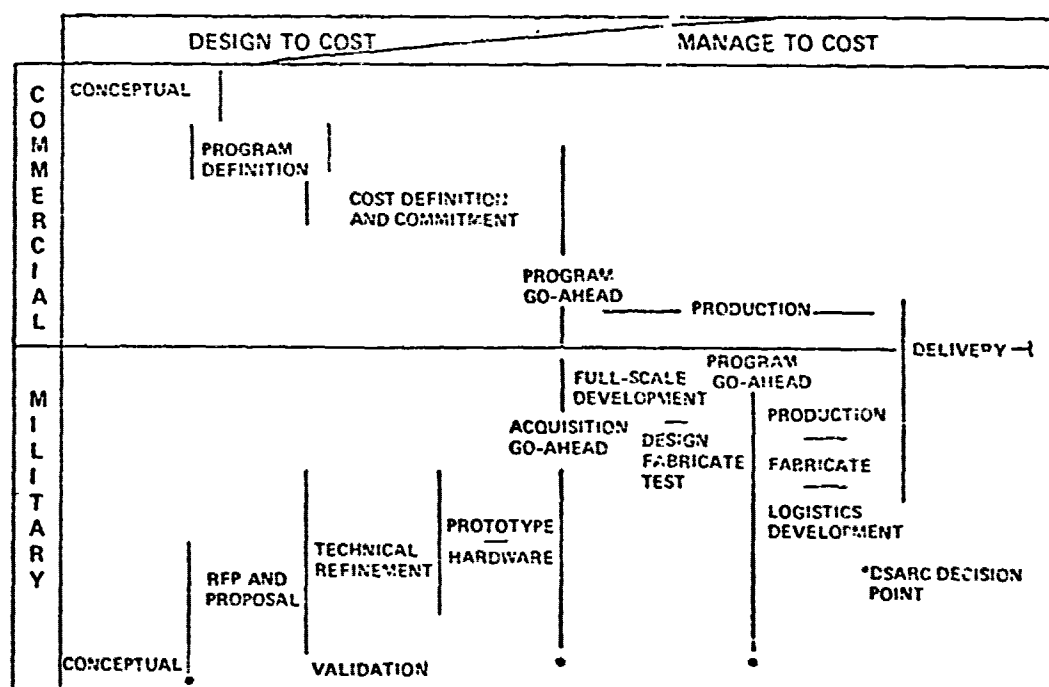 DESIGN TO COST
MANAGE TO COST
COMMERCIAL
CONCEPTUAL
PROGRAM
DEFINITION
COST DEFINITION
AND COMMITMENT
PROGRAM
GO-AHEAD
PRODUCTION
DELIVERY
MILITARY
FULL-SCALE
DEVELOPMENT
PROGRAM
GO-AHEAD
ACQUISITION
GO-AHEAD
DESIGN
FABRICATE
TEST
PRODUCTION
FABRICATE
LOGISTICS
DEVELOPMENT
PROTOTYPE
HARDWARE
TECHNICAL
REFINEMENT
RFP AND
PROPOSAL
*DSARC DECISION
POINT
CONCEPTUAL
VALIDATION